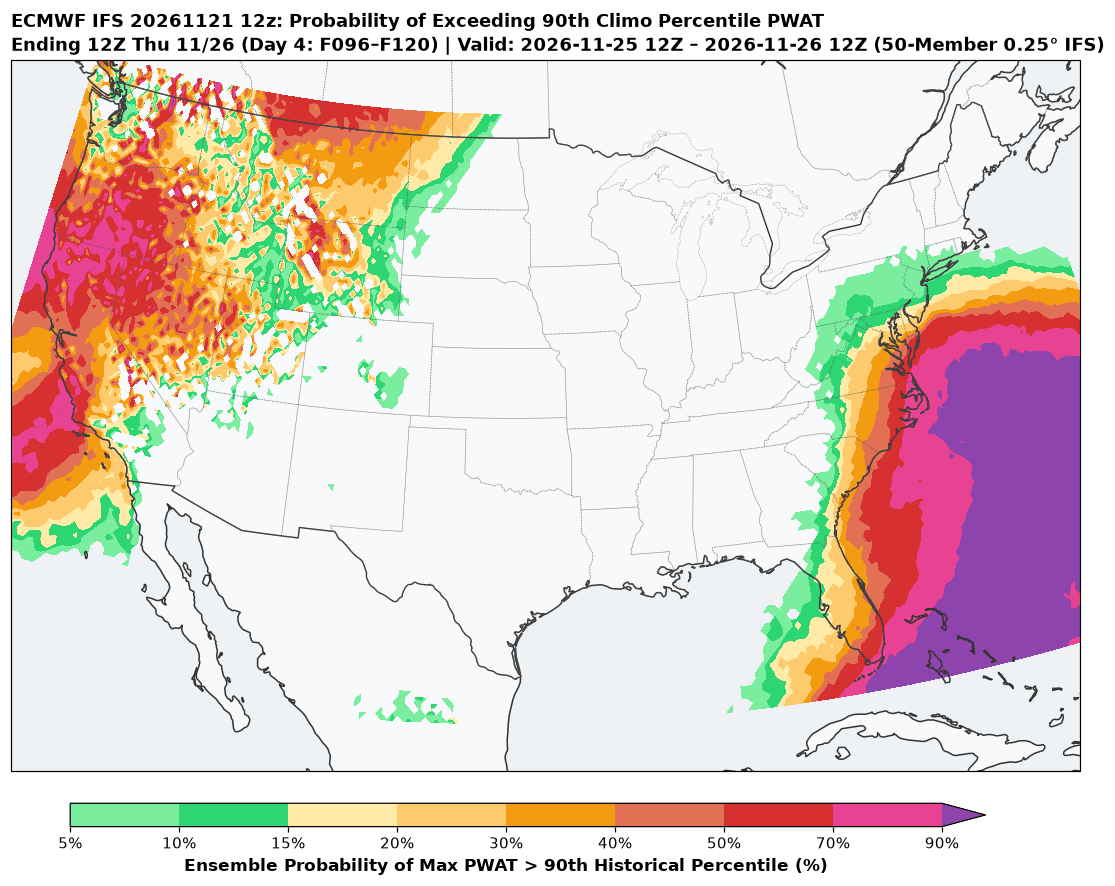 ECMWF IFS 20261121 12z: Probability of Exceeding 90th Climo Percentile PWAT
Ending 12Z Thu 11/26 (Day 4: F096–F120) | Valid: 2026-11-25 12Z – 2026-11-26 12Z (50-Member 0.25° IFS)
5% 10% 15% 20% 30% 40% 50% 70% 90%
Ensemble Probability of Max PWAT > 90th Historical Percentile (%)